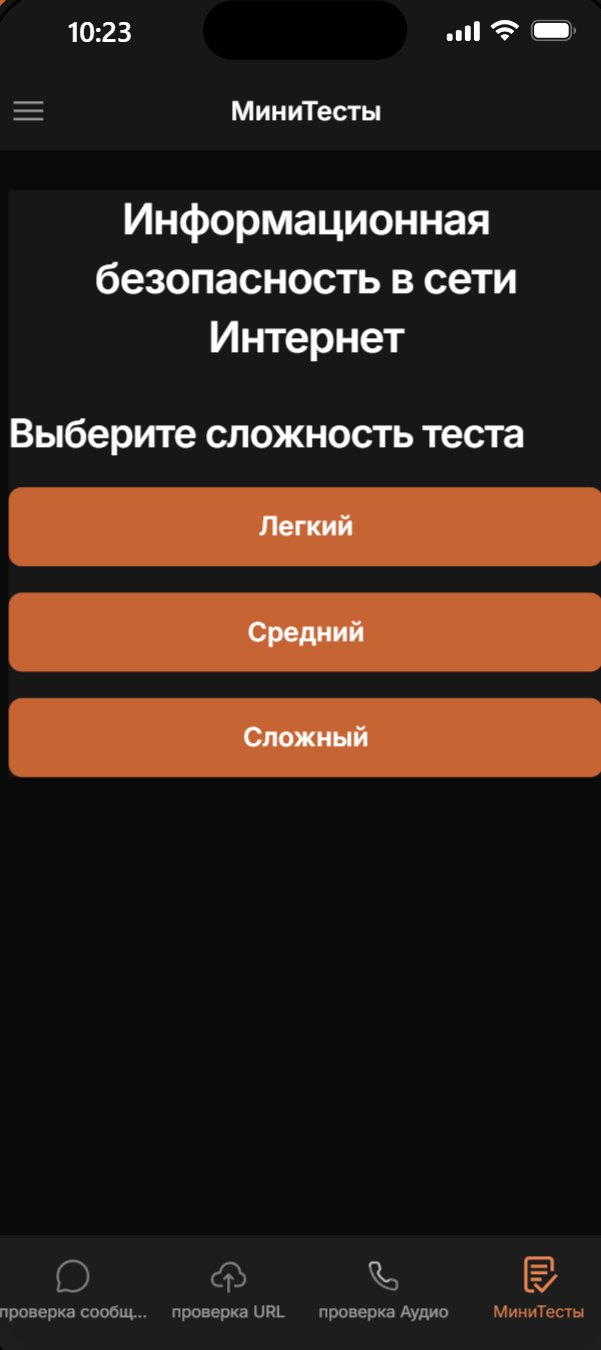 10:23
МиниТесты
Информационная
безопасность в сети
Интернет
Выберите сложность теста
Легкий
Средний
Сложный
проверка сообщ...
проверка URL
проверка Аудио
МиниТесты